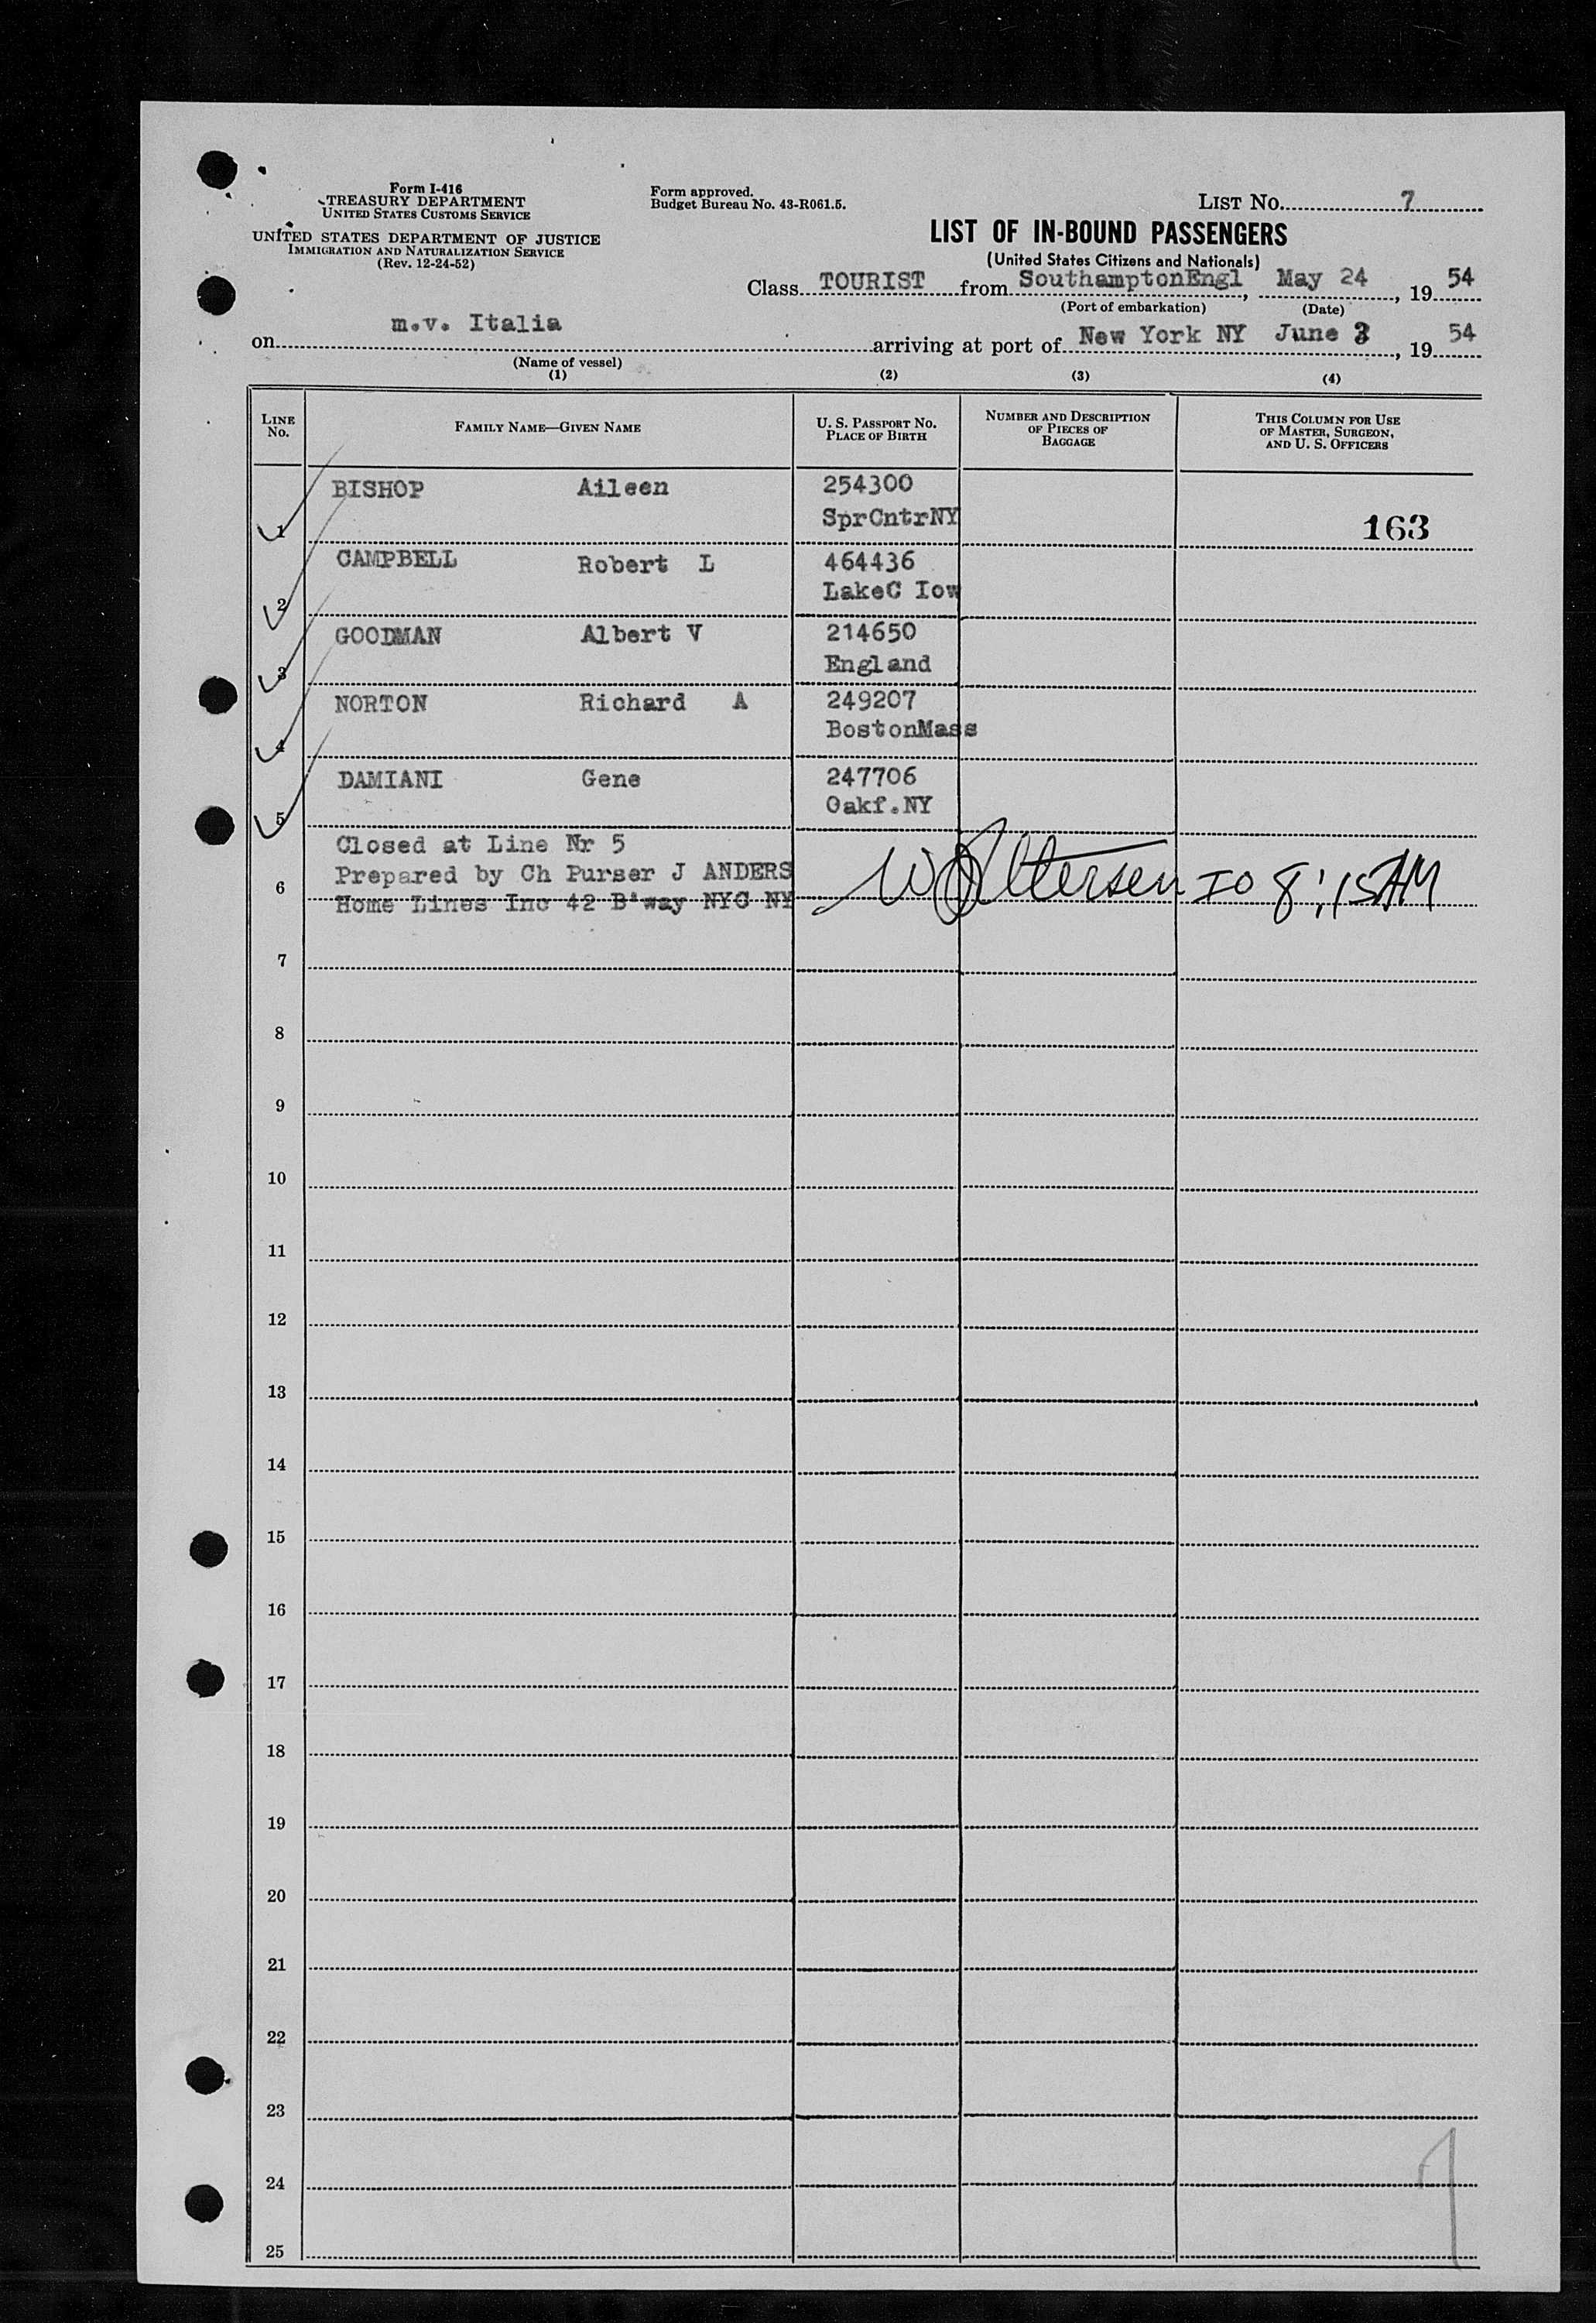 Form I-416
TREASURY DEPARTMENT
UNITED STATES CUSTOMS SERVICE
UNITED STATES DEPARTMENT OF JUSTICE
IMMIGRATION AND NATURALIZATION SERVICE
(Rev. 12-24-52)
Form approved.
Budget Bureau No. 43-R061.5.
LIST No. 7
LIST OF IN-BOUND PASSENGERS
(United States Citizens and Nationals)
Class TOURIST from SouthamptonEngl, May 24, 19 54
(Port of embarkation) (Date)
on m.v. Italia arriving at port of New York NY June 3, 19 54
(Name of vessel)
(1) (2) (3) (4)
LINE No. FAMILY NAME—GIVEN NAME U. S. PASSPORT No. PLACE OF BIRTH NUMBER AND DESCRIPTION OF PIECES OF BAGGAGE THIS COLUMN FOR USE OF MASTER, SURGEON, AND U. S. OFFICERS
1 BISHOP Aileen 254300
SprCntrNY 163
2 CAMPBELL Robert L 464436
LakeC Iow
3 GOODMAN Albert V 214650
England
4 NORTON Richard A 249207
BostonMass
5 DAMIANI Gene 247706
Oakf.NY
Closed at Line Nr 5
6 Prepared by Ch Purser J ANDERS IO 8:15AM
Home Lines Inc 42 B'way NYC NY
7
8
9
10
11
12
13
14
15
16
17
18
19
20
21
22
23
24
25